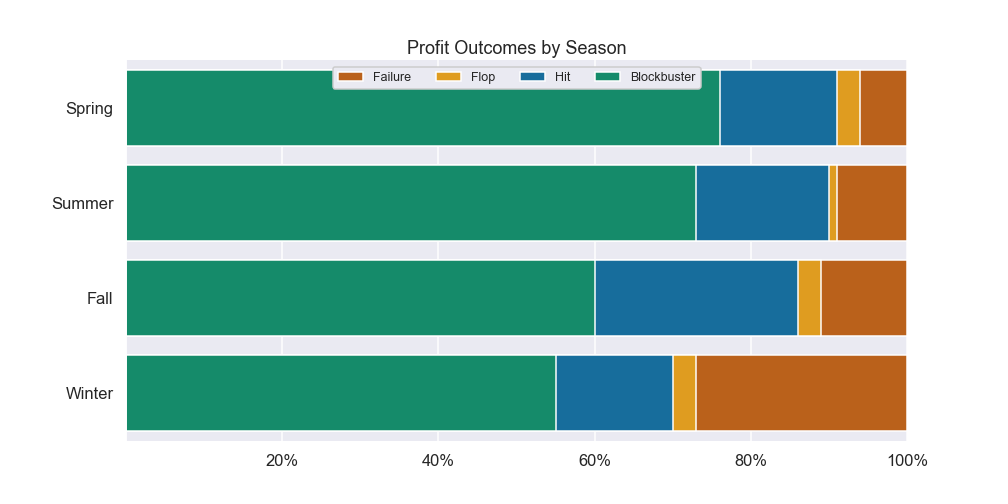 Profit Outcomes by Season
Failure Flop Hit Blockbuster
Spring
Summer
Fall
Winter
20% 40% 60% 80% 100%